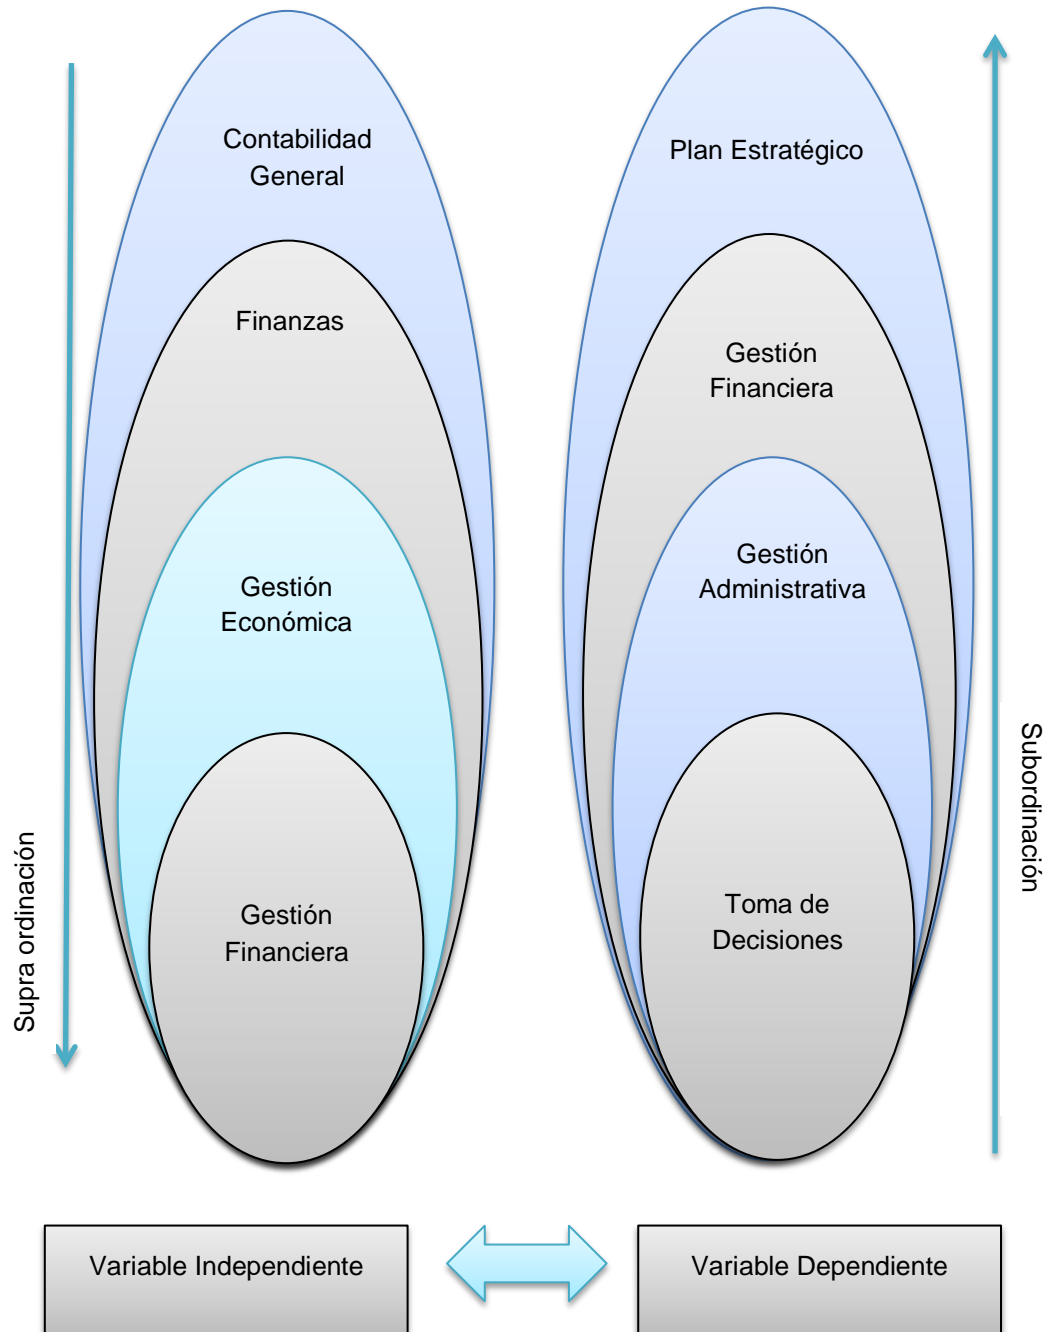 Contabilidad
General
Finanzas
Gestión
Económica
Gestión
Financiera
Supra ordinación
Plan Estratégico
Gestión
Financiera
Gestión
Administrativa
Toma de
Decisiones
Subordinación
Variable Independiente
Variable Dependiente